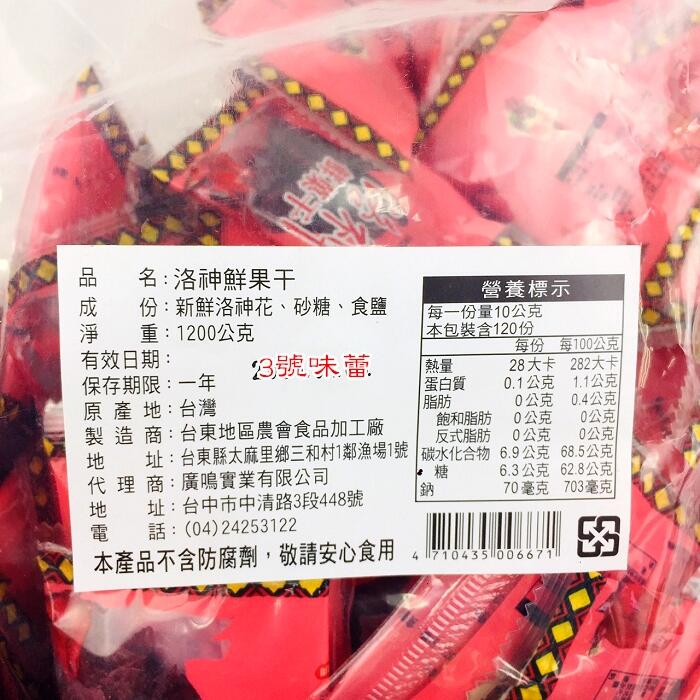 品　　名：洛神鮮果干
成　　份：新鮮洛神花、砂糖、食鹽
淨　　重：1200公克
有效日期：
3號味蕾
保存期限：一年
原 產 地：台灣
製 造 商：台東地區農會食品加工廠
地　　址：台東縣太麻里鄉三和村1鄰漁場1號
代 理 商：廣鳴實業有限公司
地　　址：台中市中清路3段448號
電　　話：(04)24253122
本產品不含防腐劑，敬請安心食用
營養標示
每一份量10公克
本包裝含120份
每份 每100公克
熱量 28大卡 282大卡
蛋白質 0.1公克 1.1公克
脂肪 0公克 0.4公克
飽和脂肪 0公克 0公克
反式脂肪 0公克 0公克
碳水化合物 6.9公克 68.5公克
糖 6.3公克 62.8公克
鈉 70毫克 703毫克
4 710435 006671